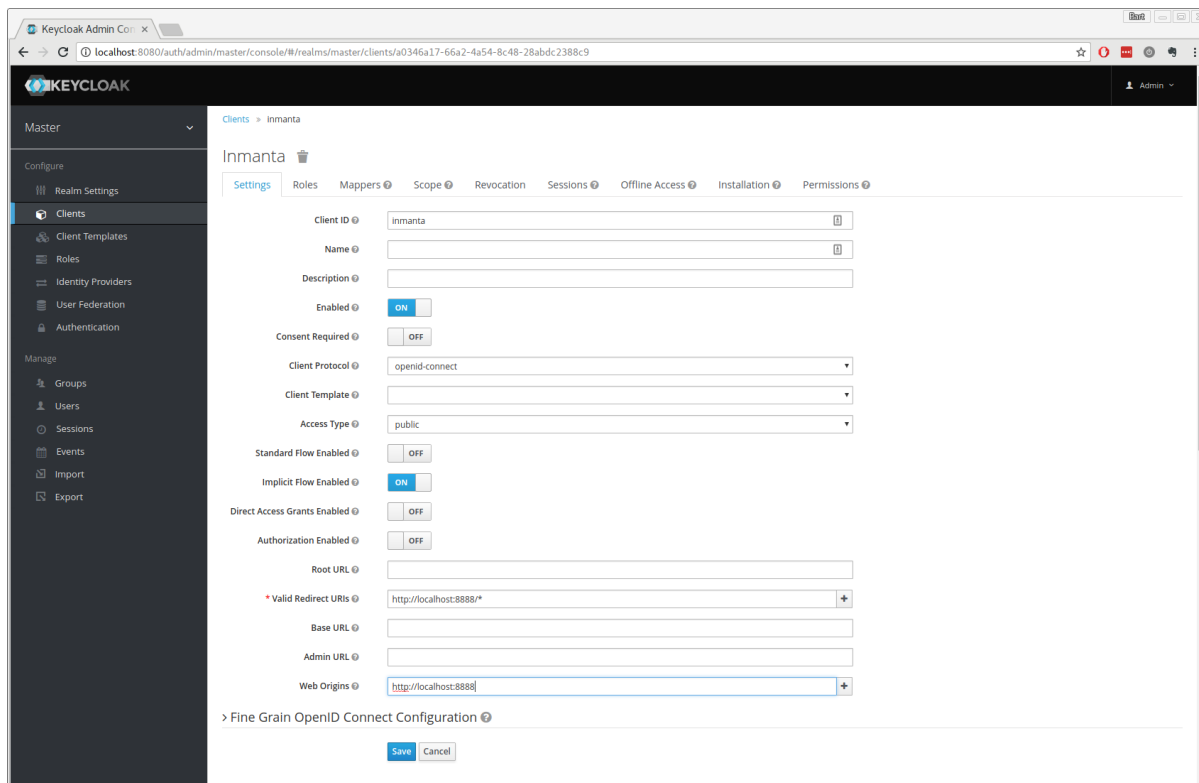 Bart
Keycloak Admin Con
localhost:8080/auth/admin/master/console/#/realms/master/clients/a0346a17-66a2-4a54-8c48-28abdc2388c9
KEYCLOAK
Admin
Master
Clients » inmanta
Inmanta
Configure
Settings Roles Mappers Scope Revocation Sessions Offline Access Installation Permissions
Realm Settings
Clients
Client Templates
Roles
Identity Providers
User Federation
Authentication
Manage
Groups
Users
Sessions
Events
Import
Export
Client ID inmanta
Name
Description
Enabled ON
Consent Required OFF
Client Protocol openid-connect
Client Template
Access Type public
Standard Flow Enabled OFF
Implicit Flow Enabled ON
Direct Access Grants Enabled OFF
Authorization Enabled OFF
Root URL
* Valid Redirect URIs http://localhost:8888/*
Base URL
Admin URL
Web Origins http://localhost:8888
Fine Grain OpenID Connect Configuration
Save Cancel